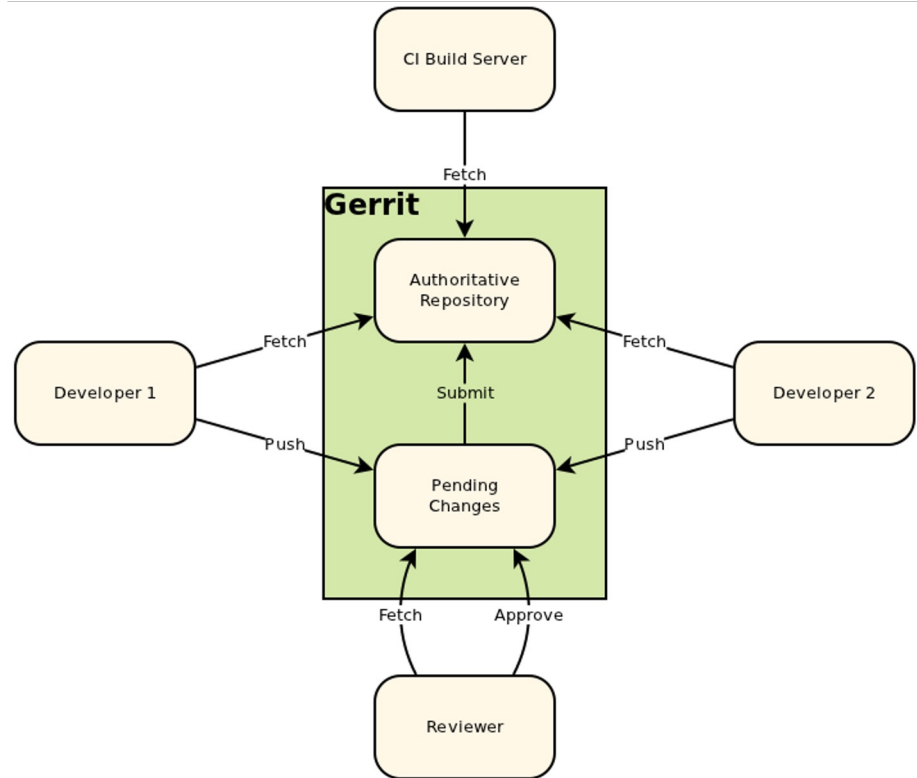 CI Build Server
Fetch
Gerrit
Authoritative
Repository
Fetch
Fetch
Developer 1
Submit
Developer 2
Push
Push
Pending
Changes
Fetch
Approve
Reviewer